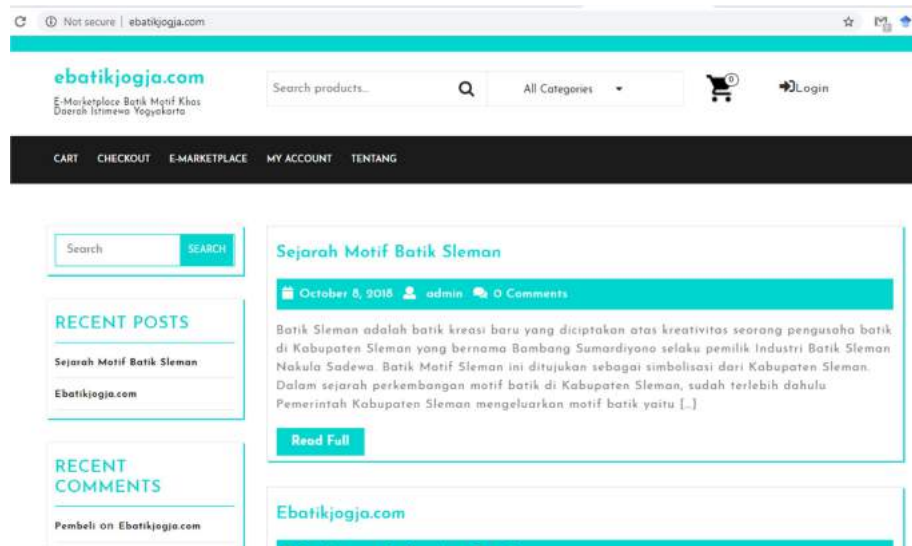 Not secure | ebatikjogja.com
ebatikjogja.com
E-Marketplace Batik Motif Khas
Daerah Istimewa Yogyakarta
Search products...
All Categories
0
Login
CART CHECKOUT E-MARKETPLACE MY ACCOUNT TENTANG
Search SEARCH
RECENT POSTS
Sejarah Motif Batik Sleman
Ebatikjogja.com
RECENT
COMMENTS
Pembeli on Ebatikjogja.com
Sejarah Motif Batik Sleman
October 8, 2018 admin 0 Comments
Batik Sleman adalah batik kreasi baru yang diciptakan atas kreativitas seorang pengusaha batik
di Kabupaten Sleman yang bernama Bambang Sumardiyono selaku pemilik Industri Batik Sleman
Nakula Sadewa. Batik Motif Sleman ini ditujukan sebagai simbolisasi dari Kabupaten Sleman.
Dalam sejarah perkembangan motif batik di Kabupaten Sleman, sudah terlebih dahulu
Pemerintah Kabupaten Sleman mengeluarkan motif batik yaitu [...]
Read Full
Ebatikjogja.com